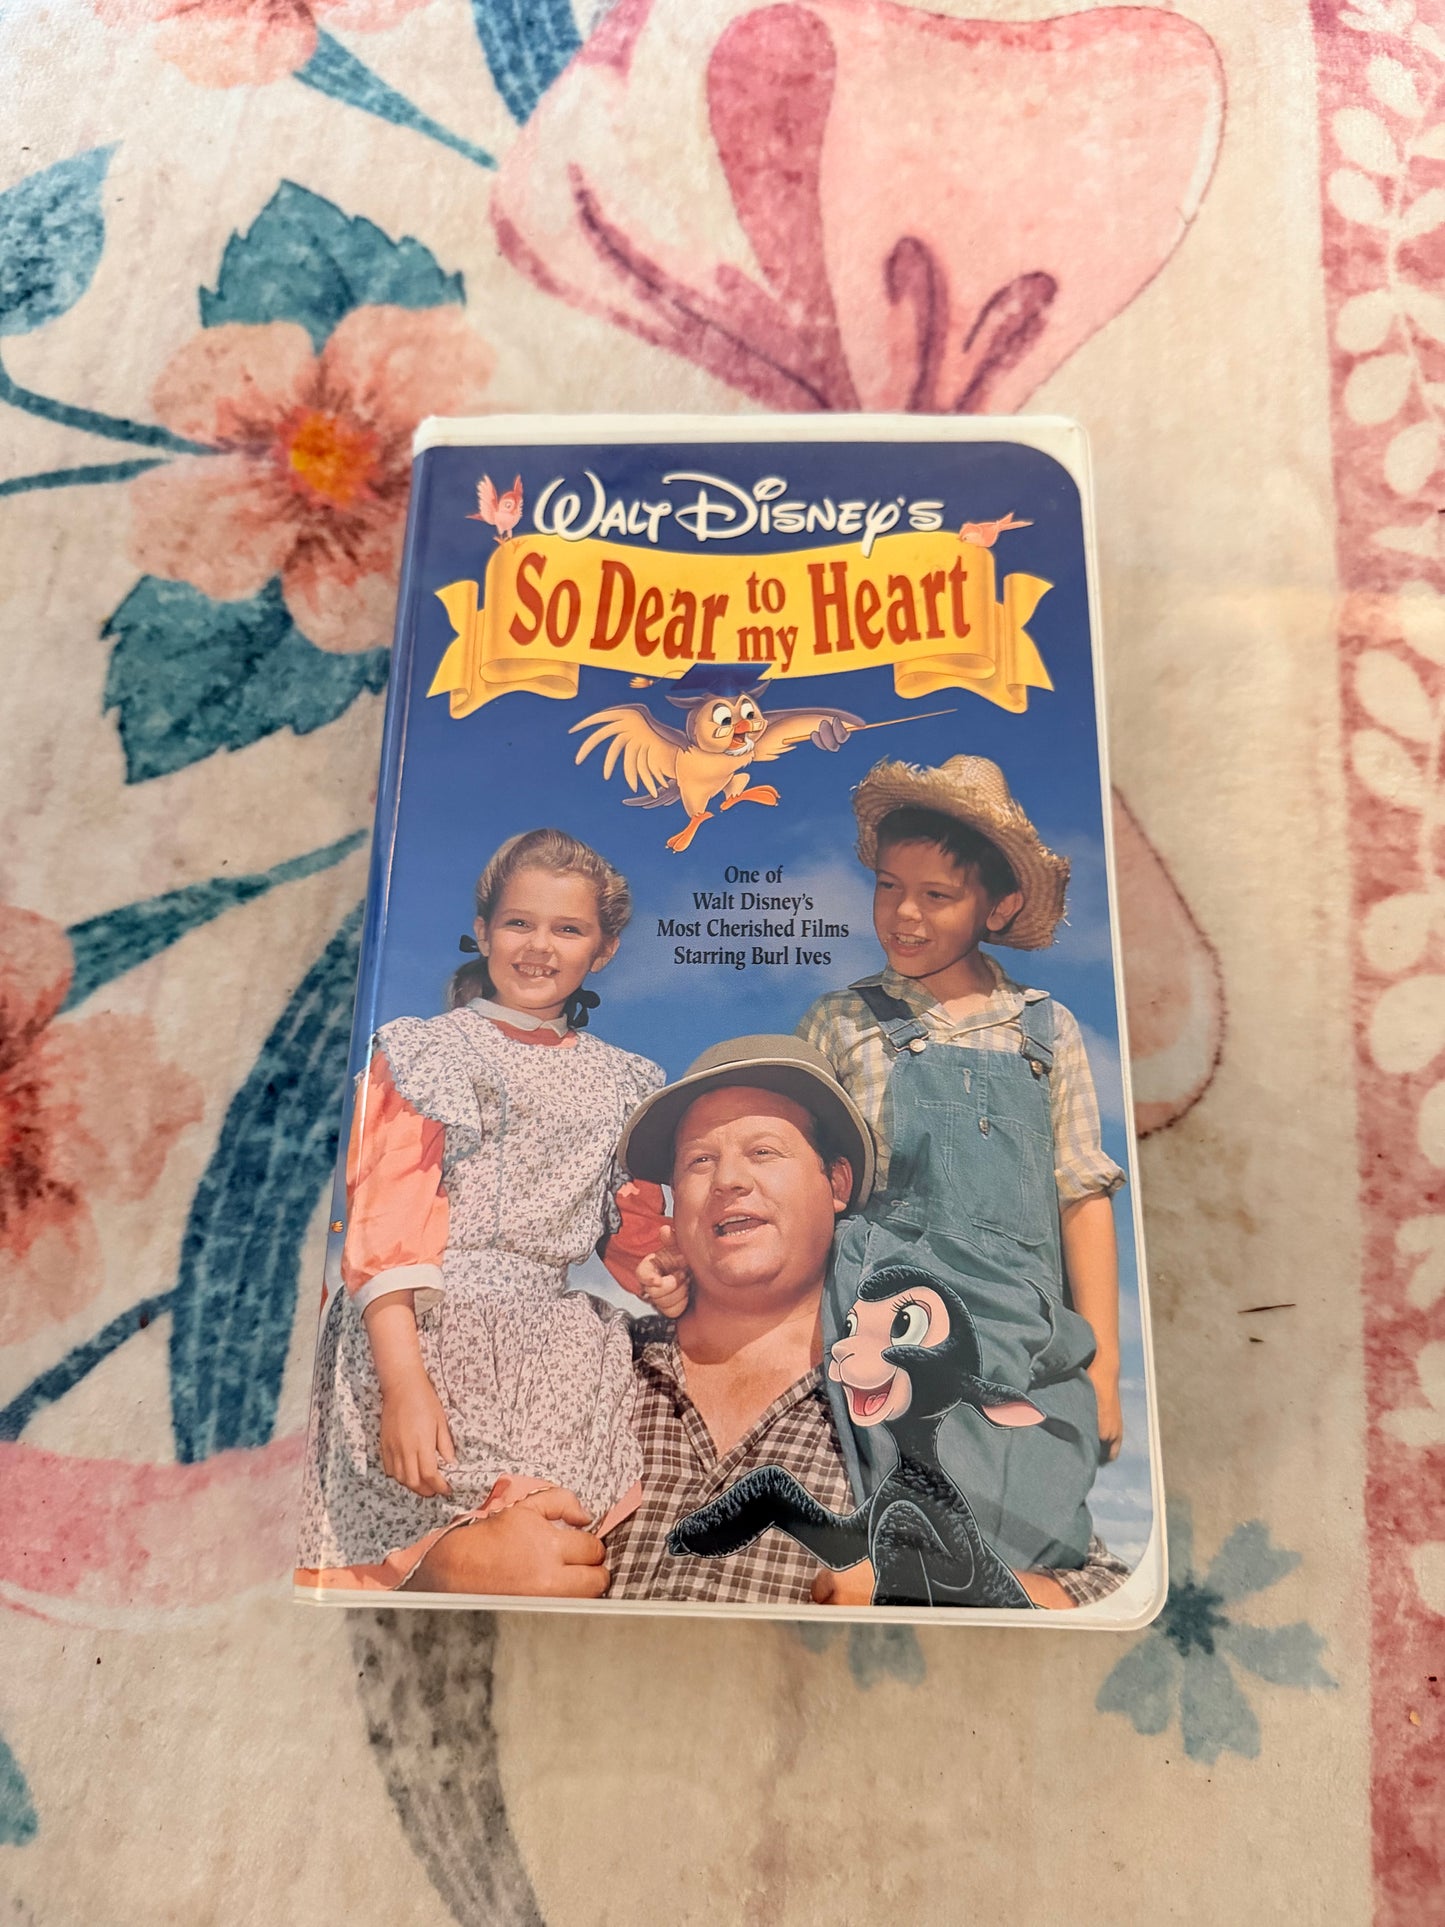 Walt Disney's
So Dear to my Heart
One of
Walt Disney's
Most Cherished Films
Starring Burl Ives